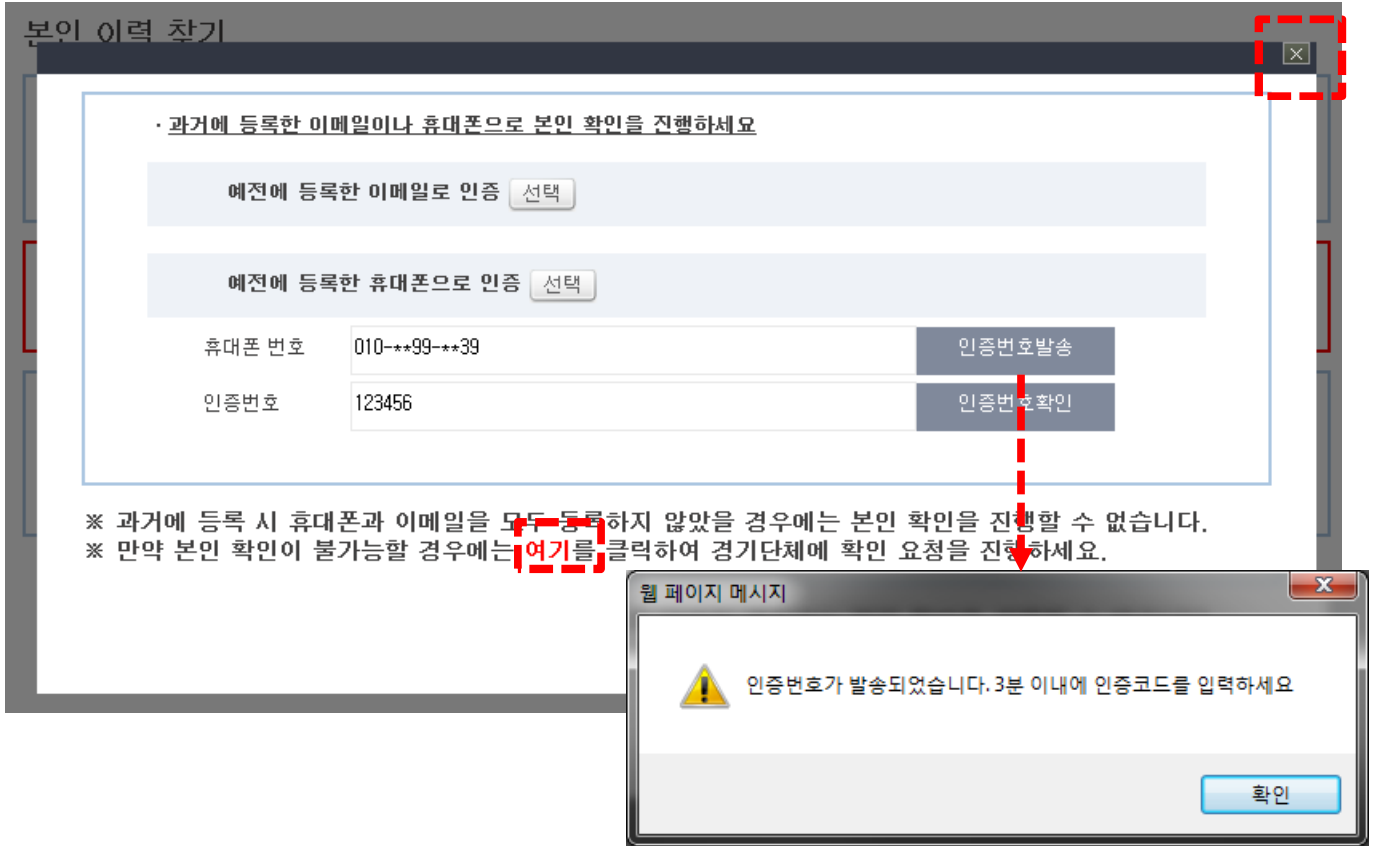 본인 이력 찾기
· 과거에 등록한 이메일이나 휴대폰으로 본인 확인을 진행하세요
예전에 등록한 이메일로 인증 선택
예전에 등록한 휴대폰으로 인증 선택
휴대폰 번호 010-**99-**39 인증번호발송
인증번호 123456 인증번호확인
※ 과거에 등록 시 휴대폰과 이메일을 모두 등록하지 않았을 경우에는 본인 확인을 진행할 수 없습니다.
※ 만약 본인 확인이 불가능할 경우에는 여기를 클릭하여 경기단체에 확인 요청을 진행하세요.
웹 페이지 메시지
인증번호가 발송되었습니다. 3분 이내에 인증코드를 입력하세요
확인